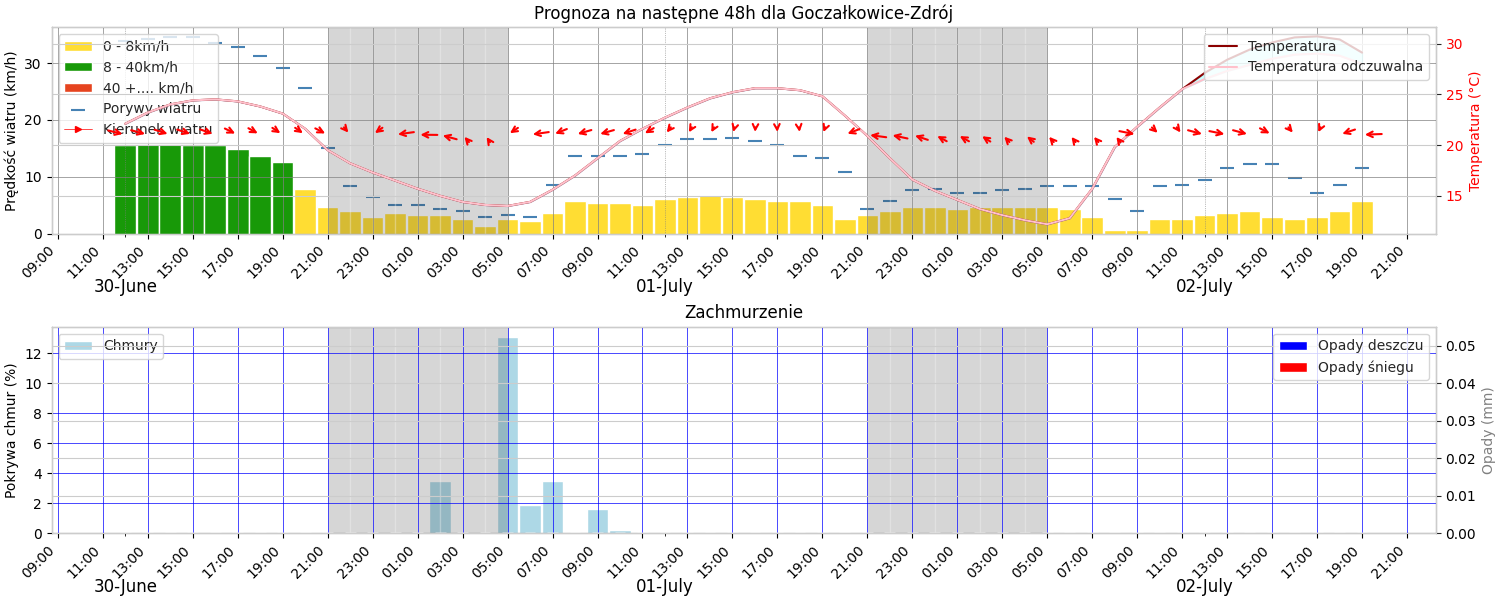 Prognoza na następne 48h dla Goczałkowice-Zdrój
Prędkość wiatru (km/h)
30
20
10
0
0 - 8km/h
8 - 40km/h
40 +.... km/h
Porywy wiatru
Kierunek wiatru
Temperatura
Temperatura odczuwalna
30
25
20
15
Temperatura (°C)
09:00 11:00 13:00 15:00 17:00 19:00 21:00 23:00 01:00 03:00 05:00 07:00 09:00 11:00 13:00 15:00 17:00 19:00 21:00 23:00 01:00 03:00 05:00 07:00 09:00 11:00 13:00 15:00 17:00 19:00 21:00
30-June 01-July 02-July
Zachmurzenie
Pokrywa chmur (%)
12
10
8
6
4
2
0
Chmury
Opady deszczu
Opady śniegu
0.05
0.04
0.03
0.02
0.01
0.00
Opady (mm)
09:00 11:00 13:00 15:00 17:00 19:00 21:00 23:00 01:00 03:00 05:00 07:00 09:00 11:00 13:00 15:00 17:00 19:00 21:00 23:00 01:00 03:00 05:00 07:00 09:00 11:00 13:00 15:00 17:00 19:00 21:00
30-June 01-July 02-July